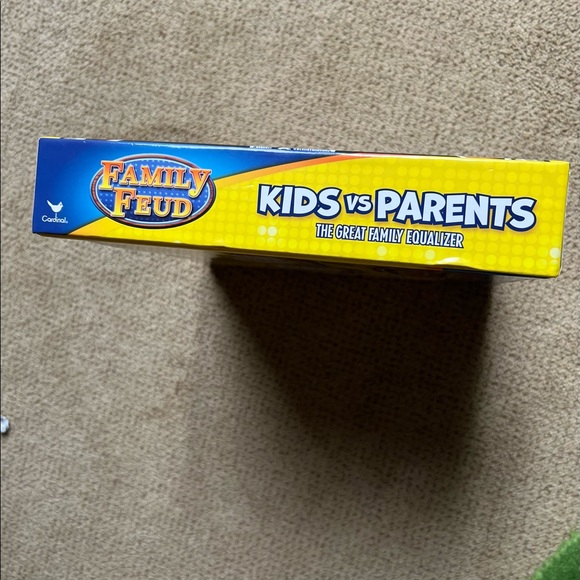 FAMILY
FEUD
Cardinal.
KIDS VS PARENTS
THE GREAT FAMILY EQUALIZER